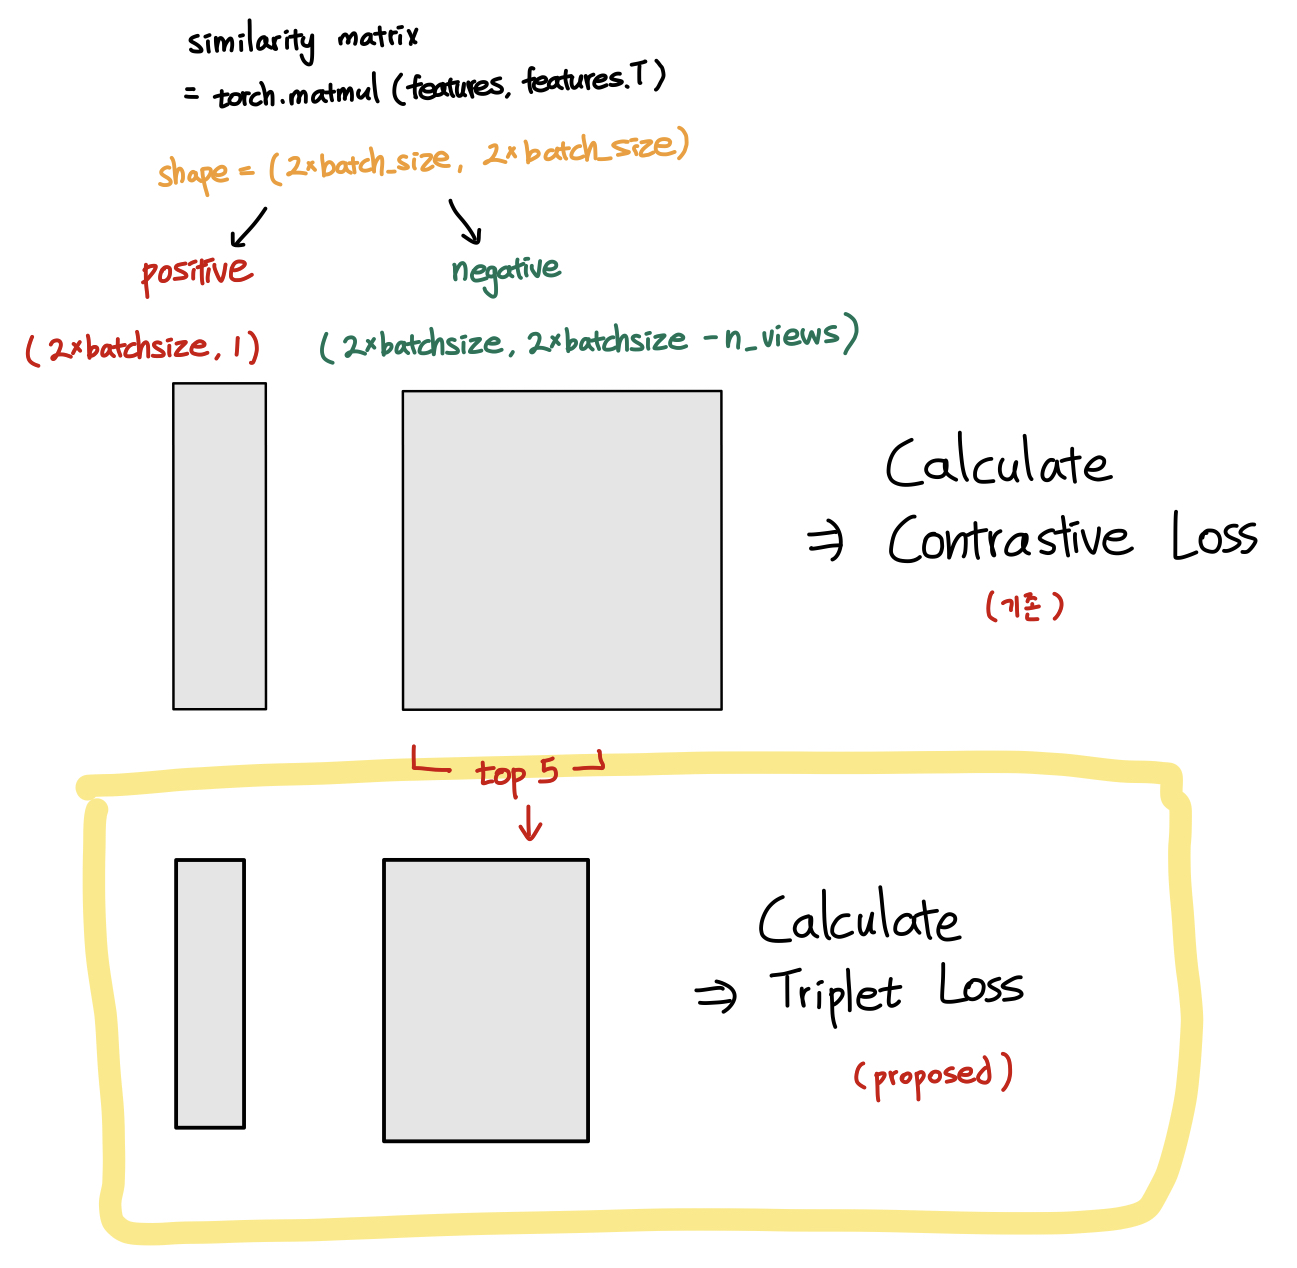 similarity matrix
= torch.matmul (features, features.T)
shape = (2×batch_size, 2×batch_size)
positive
negative
(2×batchsize, 1)
(2×batchsize, 2×batchsize - n_views)
Calculate
⇒ Contrastive Loss
(기존)
top 5
Calculate
⇒ Triplet Loss
(proposed)